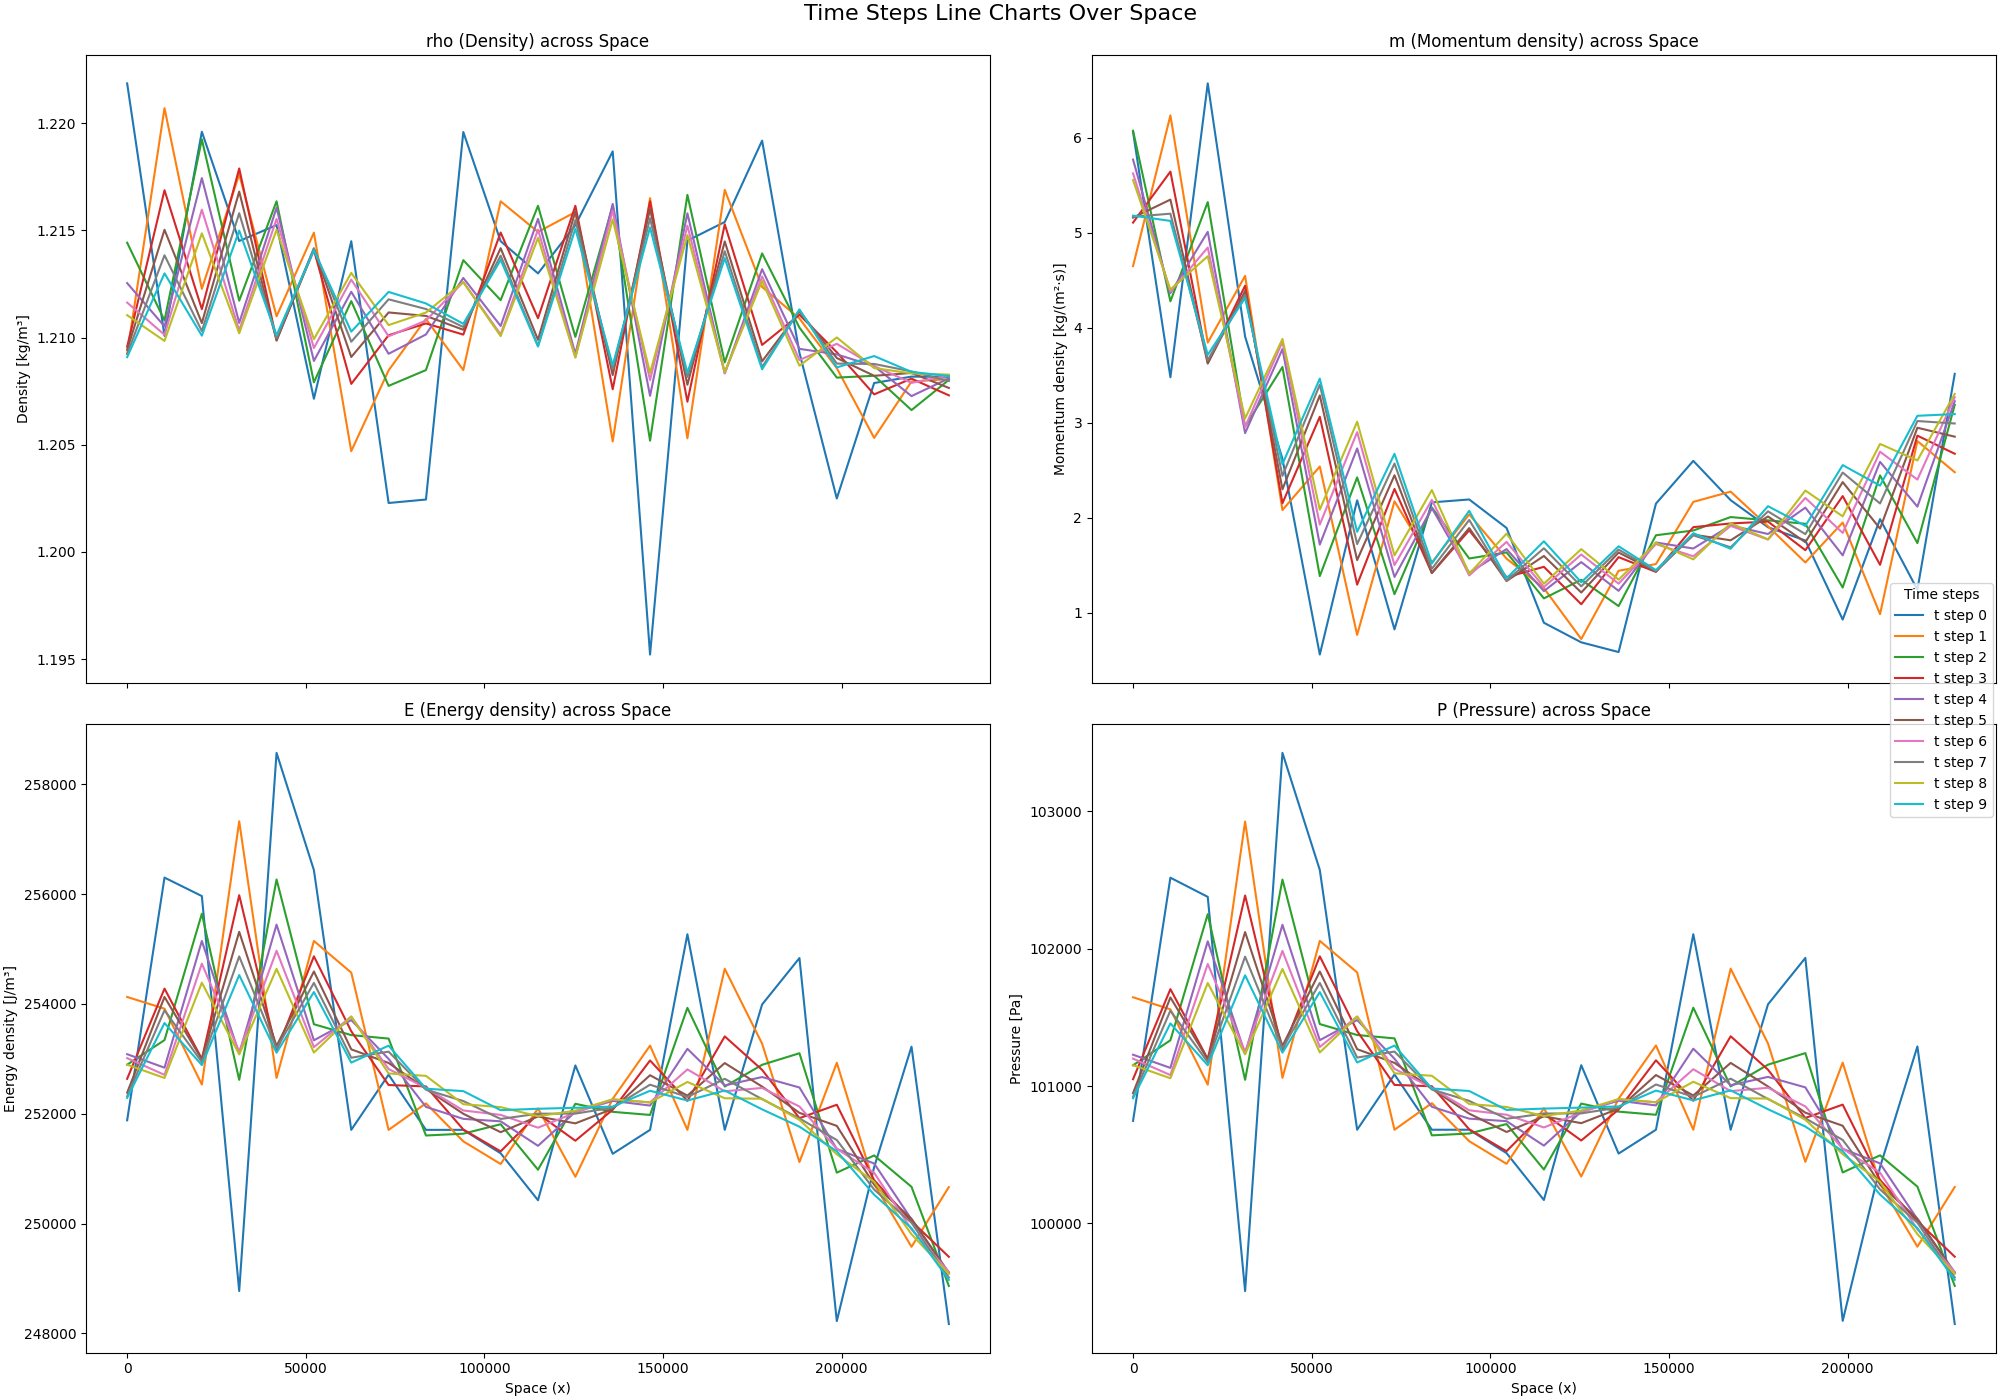 Time Steps Line Charts Over Space
rho (Density) across Space
Density [kg/m³]
1.220
1.215
1.210
1.205
1.200
1.195
m (Momentum density) across Space
Momentum density [kg/(m²·s)]
6
5
4
3
2
1
Time steps
t step 0
t step 1
t step 2
t step 3
t step 4
t step 5
t step 6
t step 7
t step 8
t step 9
E (Energy density) across Space
Energy density [J/m³]
258000
256000
254000
252000
250000
248000
0 50000 100000 150000 200000
Space (x)
P (Pressure) across Space
Pressure [Pa]
103000
102000
101000
100000
0 50000 100000 150000 200000
Space (x)